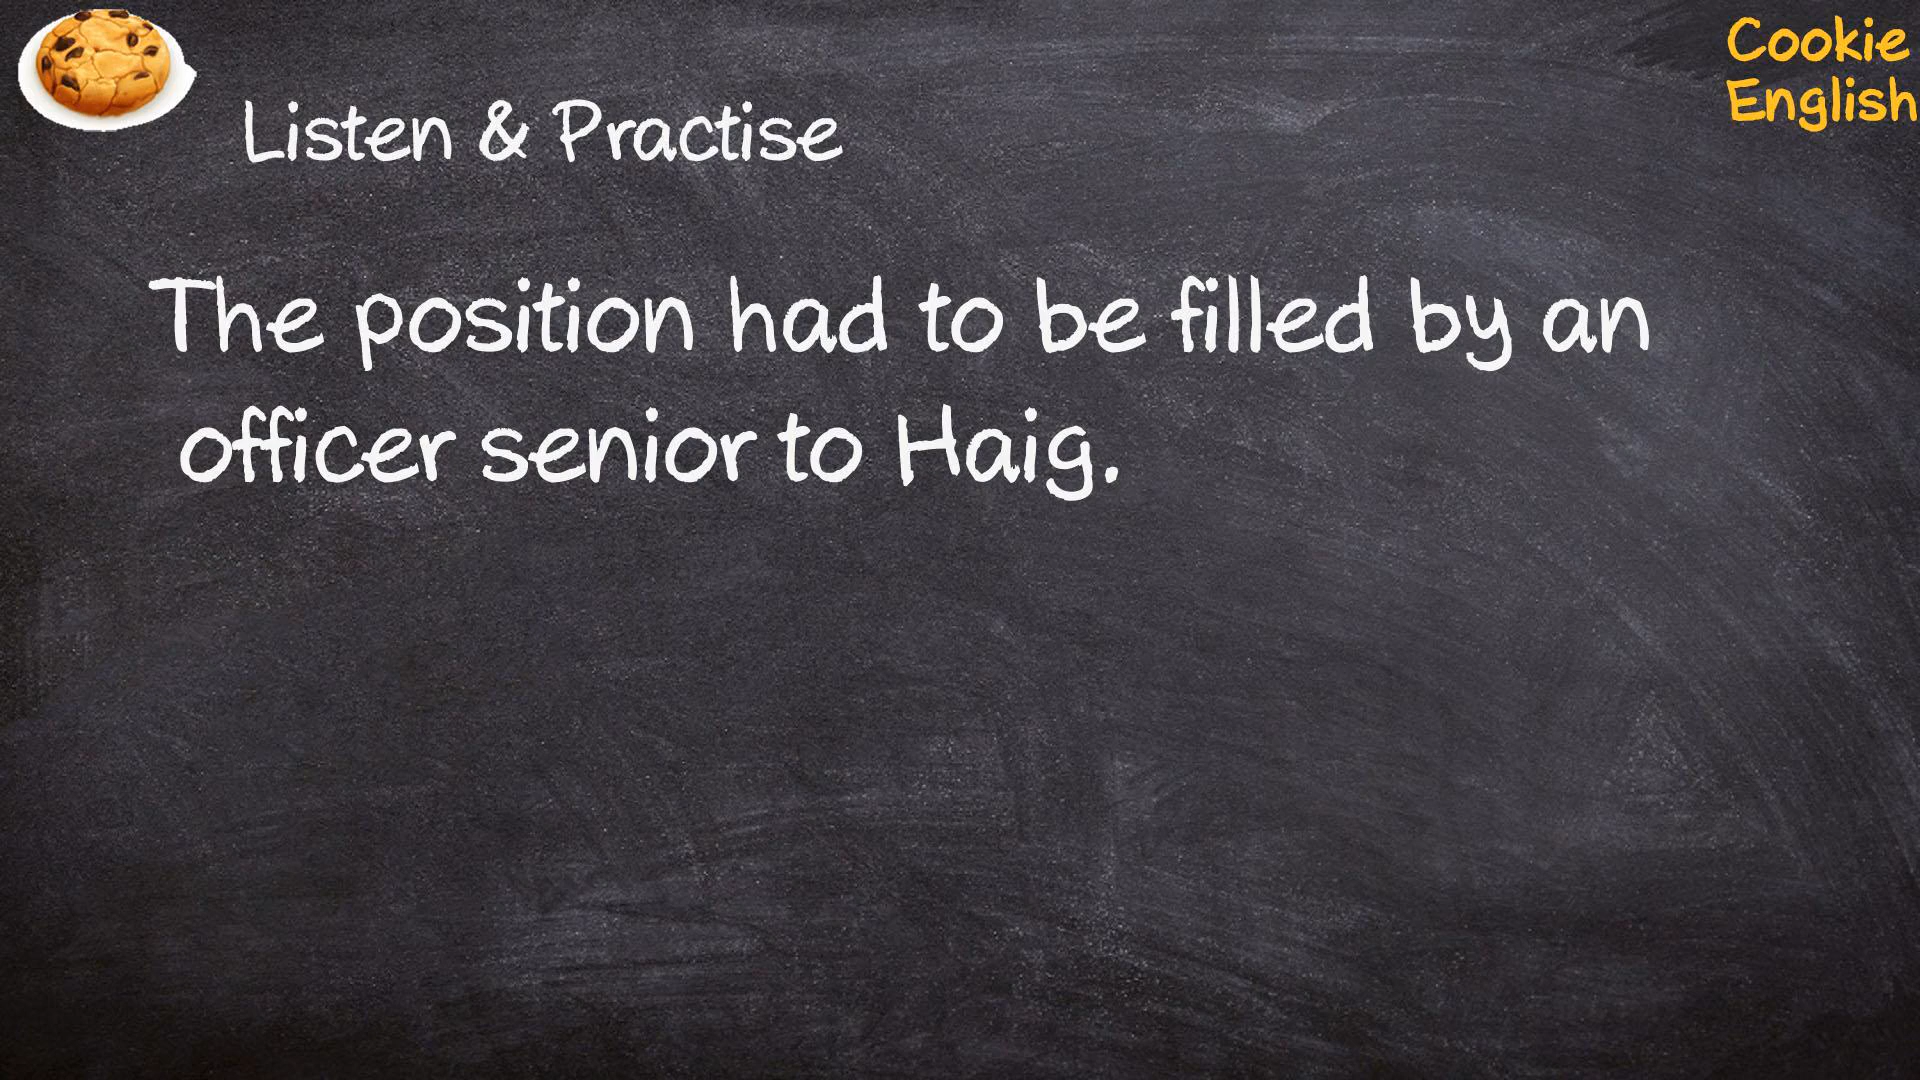 Cookie
English
Listen & Practise
The position had to be filled by an
officer senior to Haig.